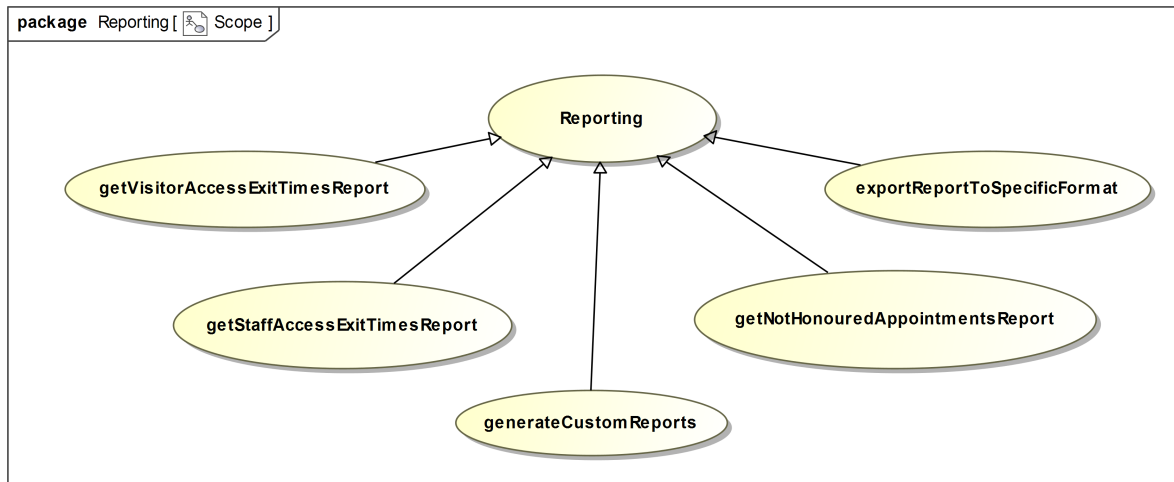 package Reporting [ Scope ]
Reporting
getVisitorAccessExitTimesReport
exportReportToSpecificFormat
getStaffAccessExitTimesReport
getNotHonouredAppointmentsReport
generateCustomReports